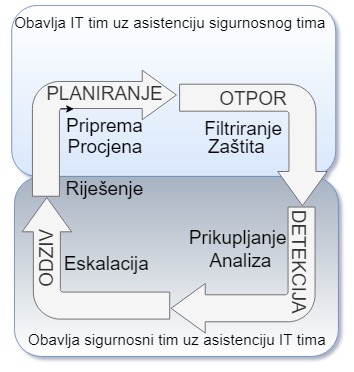 Obavlja IT tim uz asistenciju sigurnosnog tima
PLANIRANJE
OTPOR
Priprema
Procjena
Filtriranje
Zaštita
Riješenje
DETEKCIJA
Prikupljanje
Analiza
ODZIV
Eskalacija
Obavlja sigurnosni tim uz asistenciju IT tima